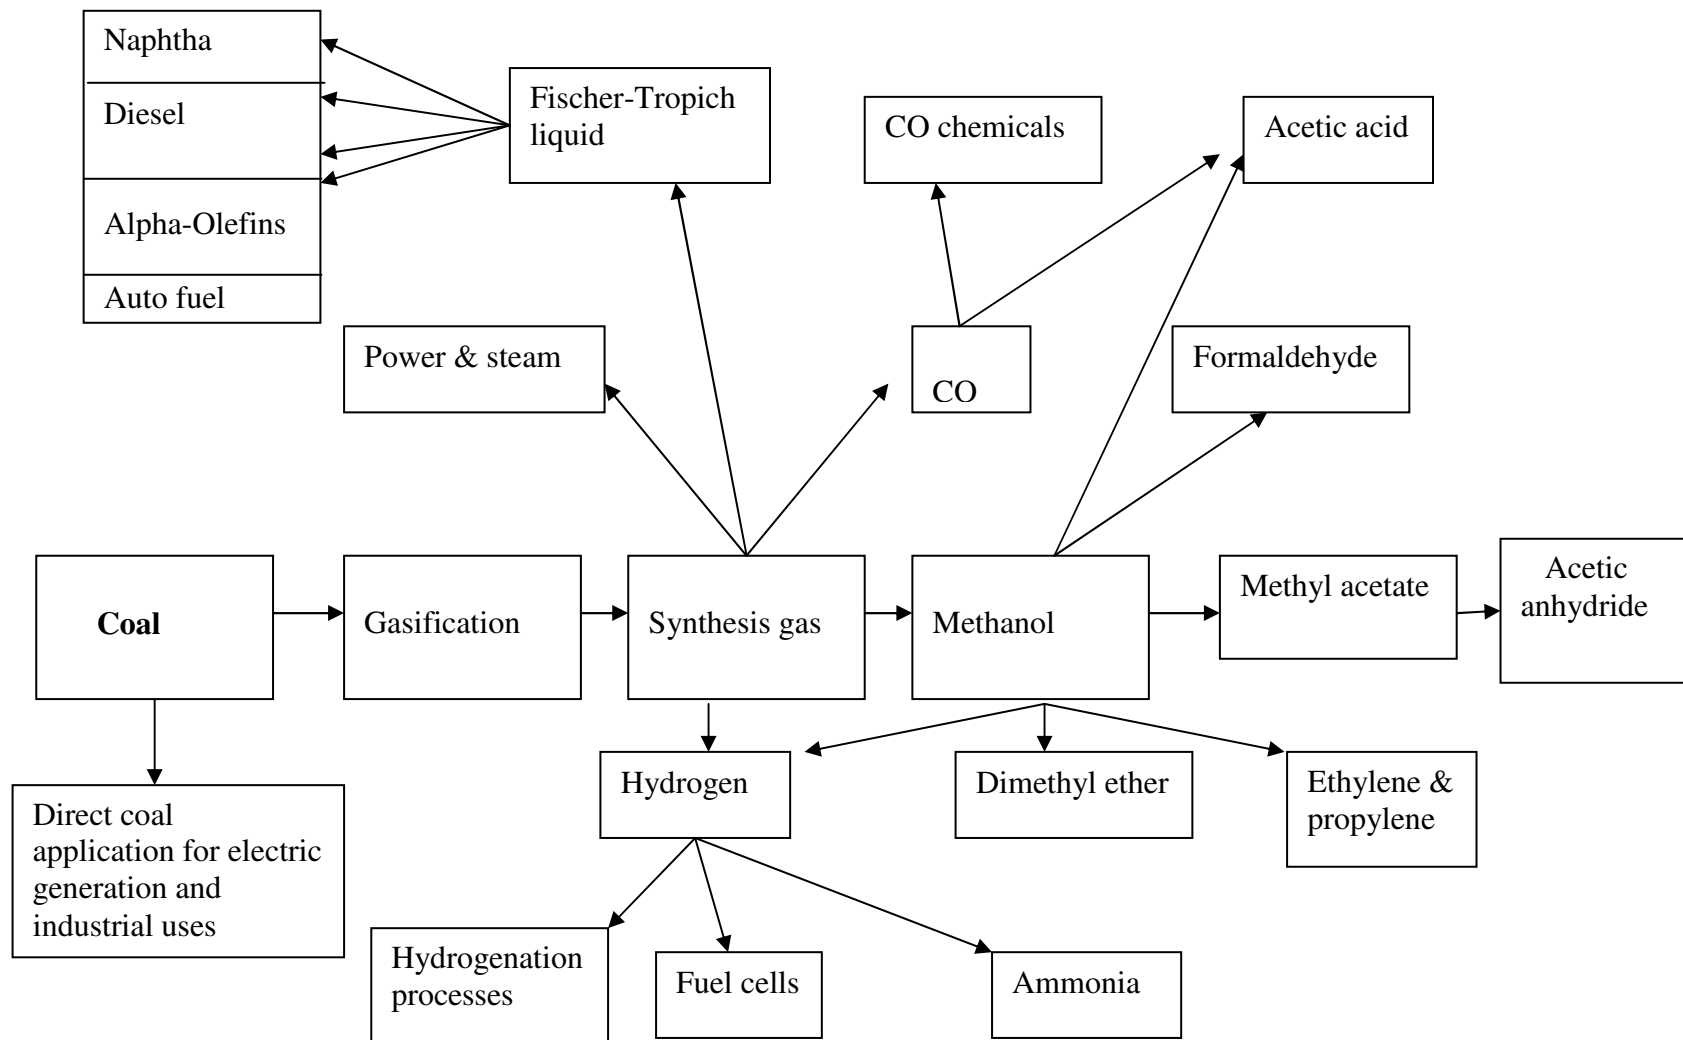 Naphtha
Diesel
Alpha-Olefins
Auto fuel
Fischer-Tropich
liquid
CO chemicals
Acetic acid
Power & steam
CO
Formaldehyde
Coal
Gasification
Synthesis gas
Methanol
Methyl acetate
Acetic
anhydride
Direct coal
application for electric
generation and
industrial uses
Hydrogen
Dimethyl ether
Ethylene &
propylene
Hydrogenation
processes
Fuel cells
Ammonia